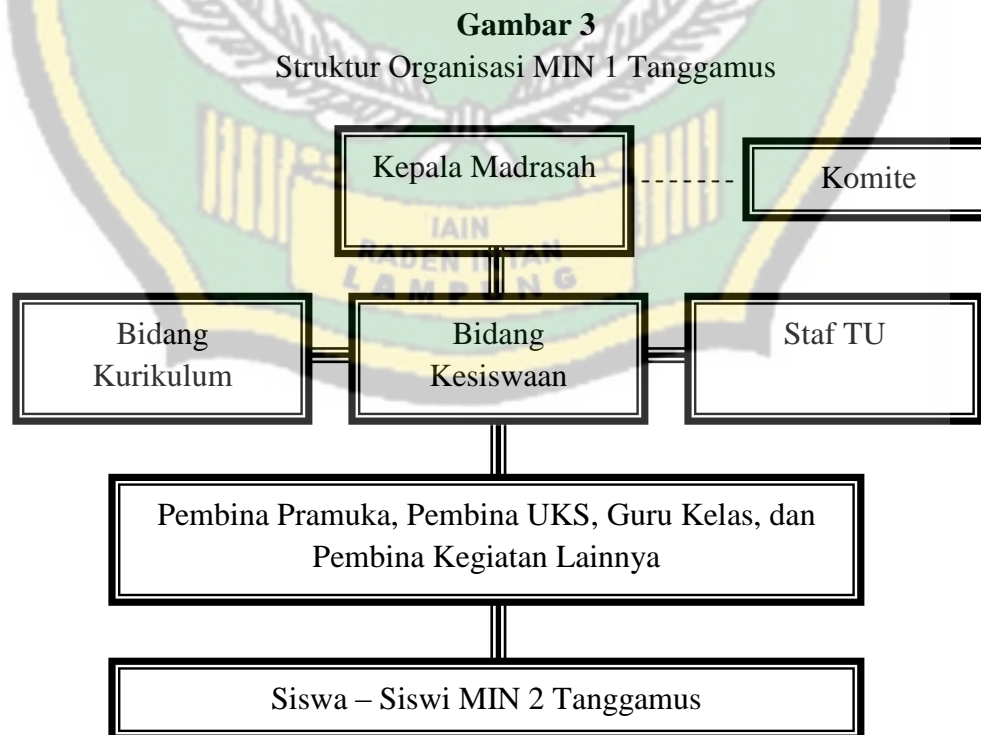 Gambar 3
Struktur Organisasi MIN 1 Tanggamus
Kepala Madrasah
Komite
IAIN
RADEN INTAN
LAMPUNG
Bidang
Kurikulum
Bidang
Kesiswaan
Staf TU
Pembina Pramuka, Pembina UKS, Guru Kelas, dan
Pembina Kegiatan Lainnya
Siswa – Siswi MIN 2 Tanggamus